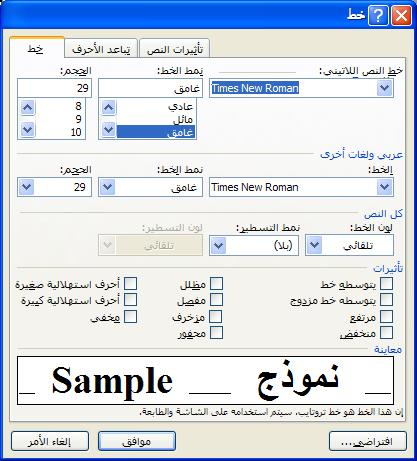 خط
خط تباعد الأحرف تأثيرات النص
خط النص اللاتيني: نمط الخط: الحجم:
Times New Roman غامق 29
عادي 8
مائل 9
غامق 10
عربي ولغات أخرى
الخط: نمط الخط: الحجم:
Times New Roman غامق 29
كل النص
لون الخط: نمط التسطير: لون التسطير:
تلقائي (بلا) تلقائي
تأثيرات
يتوسطه خط مظلل أحرف استهلالية صغيرة
يتوسطه خط مزدوج مفصل أحرف استهلالية كبيرة
مرتفع مزخرف مخفي
منخفض محفور
معاينة
نموذج Sample
إن هذا الخط هو خط تروتايب، سيتم استخدامه على الشاشة والطابعة.
افتراضي... موافق إلغاء الأمر